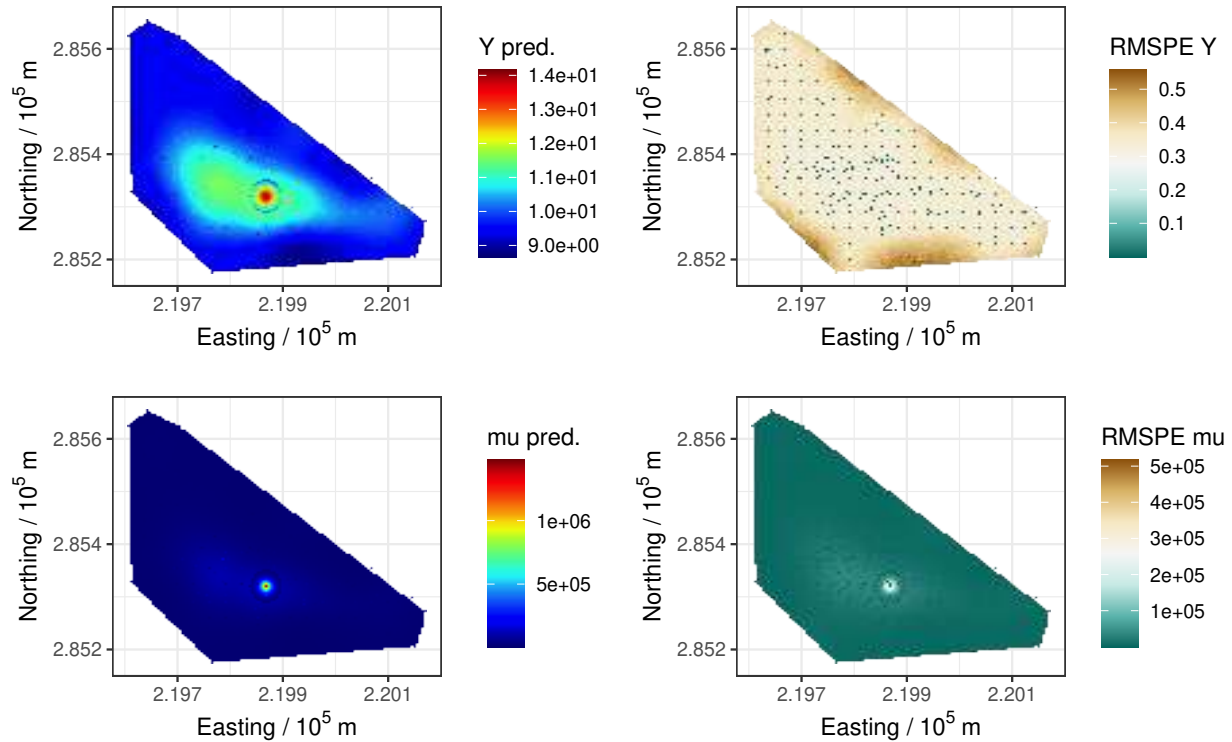 Y pred.
1.4e+01
1.3e+01
1.2e+01
1.1e+01
1.0e+01
9.0e+00
2.856
2.854
2.852
Northing / 10^5 m
2.197 2.199 2.201
Easting / 10^5 m
RMSPE Y
0.5
0.4
0.3
0.2
0.1
2.856
2.854
2.852
Northing / 10^5 m
2.197 2.199 2.201
Easting / 10^5 m
mu pred.
1e+06
5e+05
2.856
2.854
2.852
Northing / 10^5 m
2.197 2.199 2.201
Easting / 10^5 m
RMSPE mu
5e+05
4e+05
3e+05
2e+05
1e+05
2.856
2.854
2.852
Northing / 10^5 m
2.197 2.199 2.201
Easting / 10^5 m